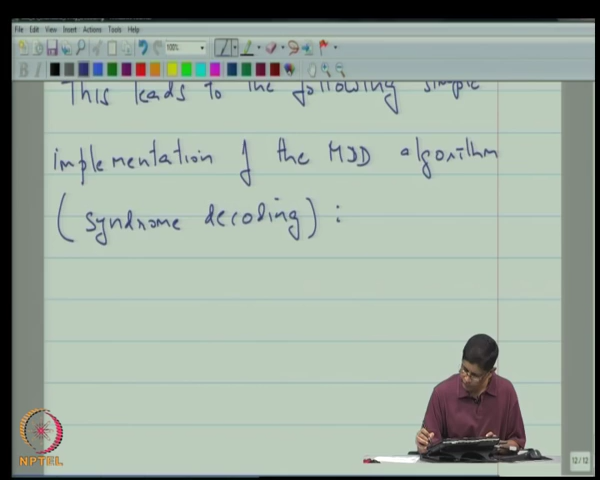 File Edit View Insert Actions Tools Help
100%
B I
This leads to the following simple
implementation of the MDD algorithm
(syndrome decoding) :
NPTEL
12/12